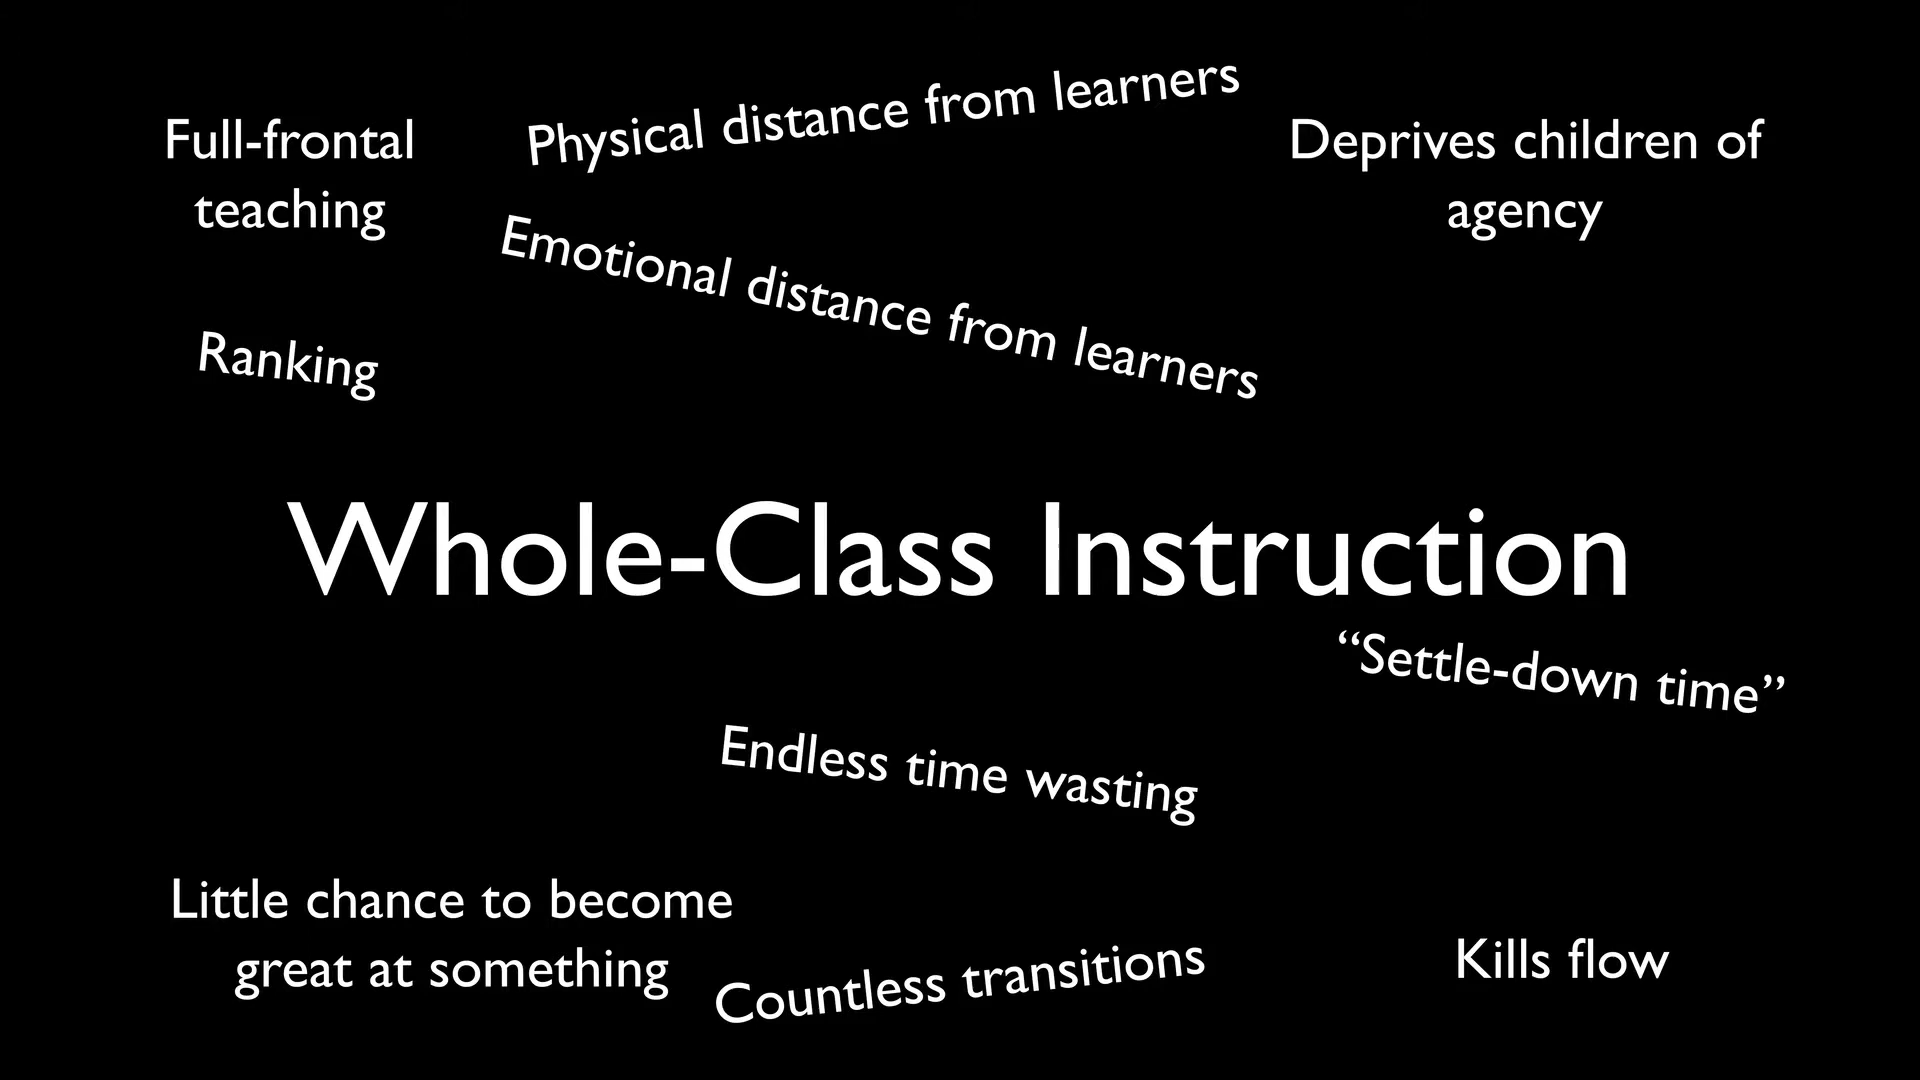 Full-frontal
teaching
Physical distance from learners
Deprives children of
agency
Emotional distance from learners
Ranking
Whole-Class Instruction
“Settle-down time”
Endless time wasting
Little chance to become
great at something
Countless transitions
Kills flow